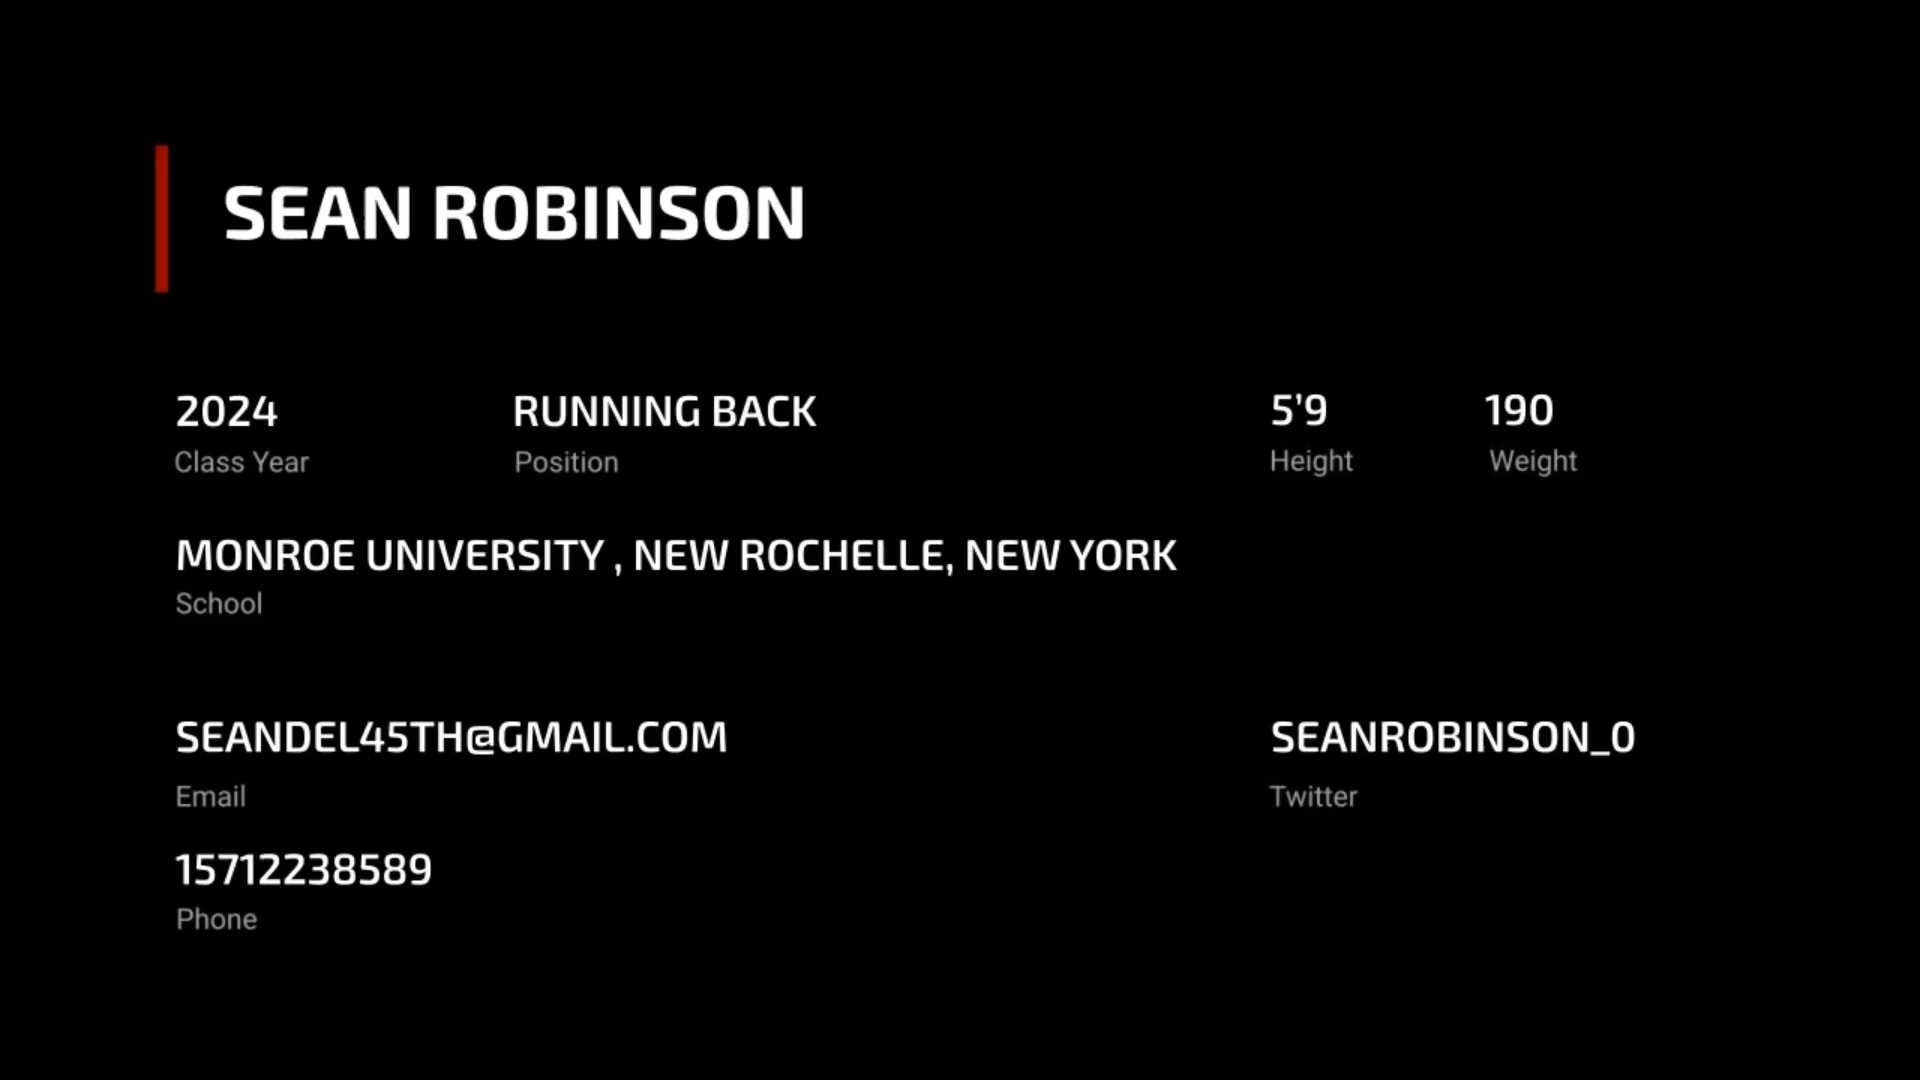 SEAN ROBINSON
2024 RUNNING BACK 5'9 190
Class Year Position Height Weight
MONROE UNIVERSITY , NEW ROCHELLE, NEW YORK
School
SEANDEL45TH@GMAIL.COM SEANROBINSON_0
Email Twitter
15712238589
Phone